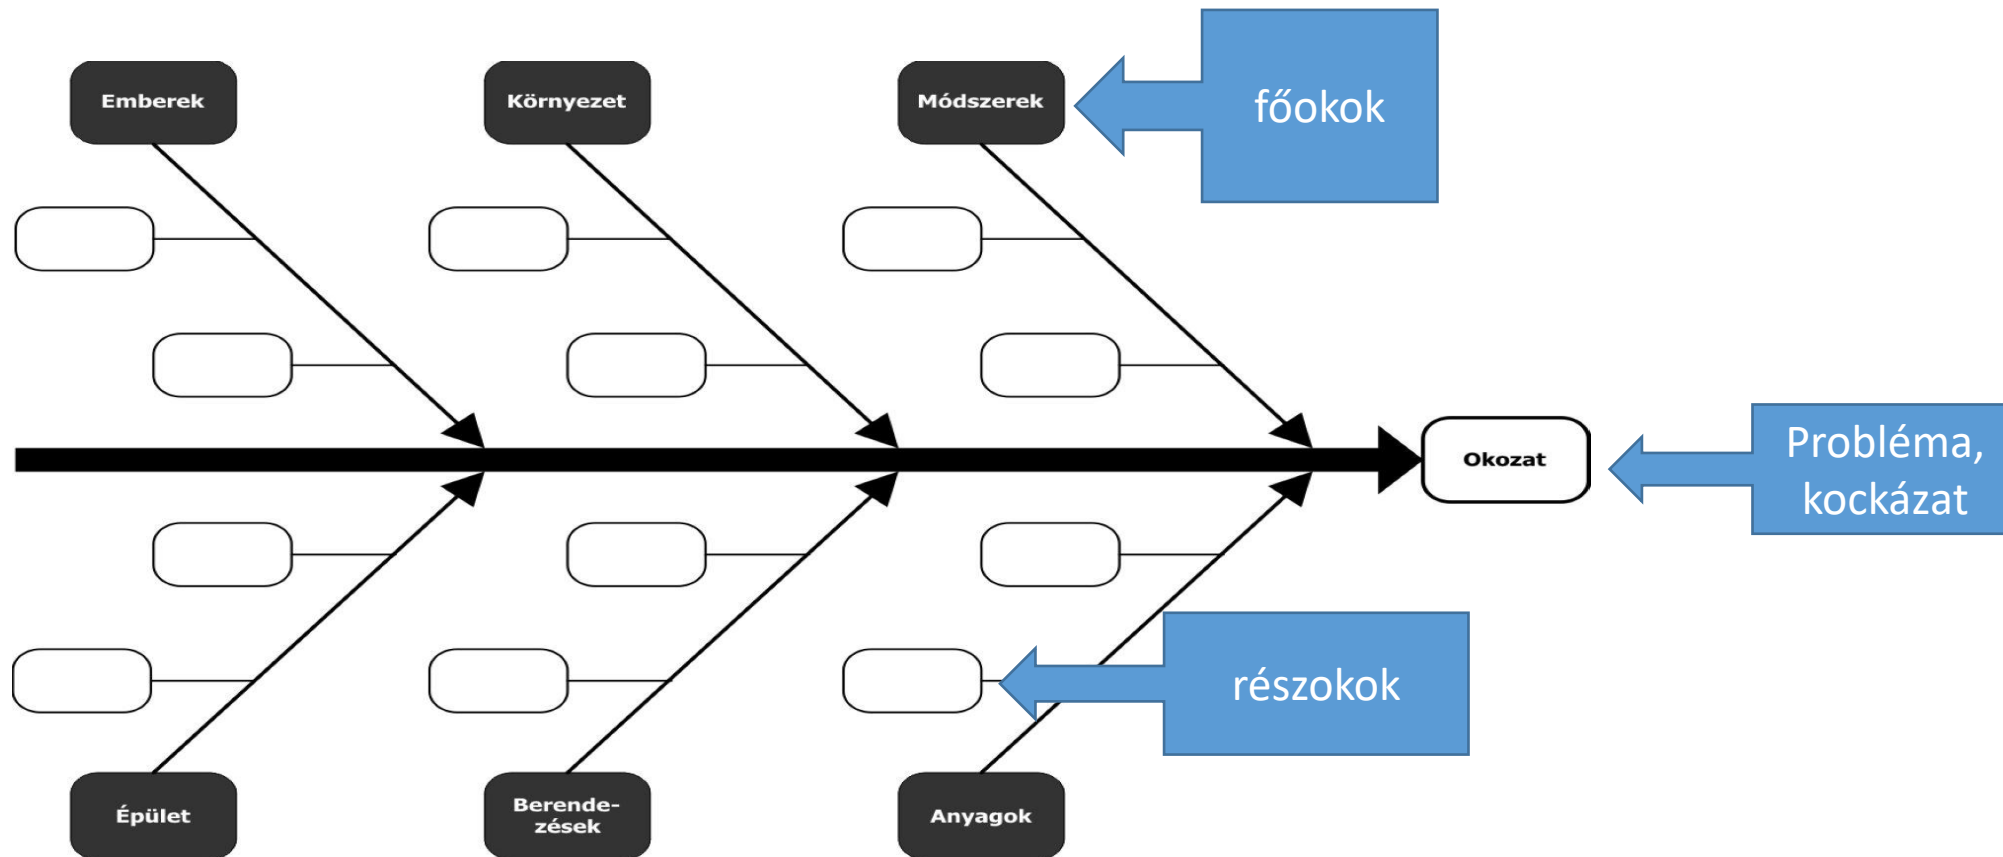 Emberek
Környezet
Módszerek
főokok
Okozat
Probléma,
kockázat
részokok
Épület
Berende-
zések
Anyagok